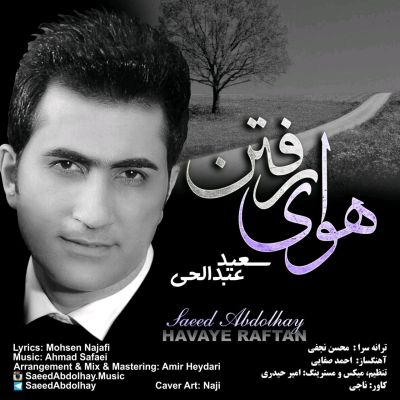 هوای رفتن
سعید
عبدالحی
Saeed Abdolhay
HAVAYE RAFTAN
Lyrics: Mohsen Najafi
Music: Ahmad Safaei
Arrangement & Mix & Mastering: Amir Heydari
SaeedAbdolhay.Music
SaeedAbdolhay
Caver Art: Naji
ترانه سرا : محسن نجفی
آهنگساز: احمد صفایی
تنظیم، میکس و مسترینگ: امیر حیدری
کاور: ناجی